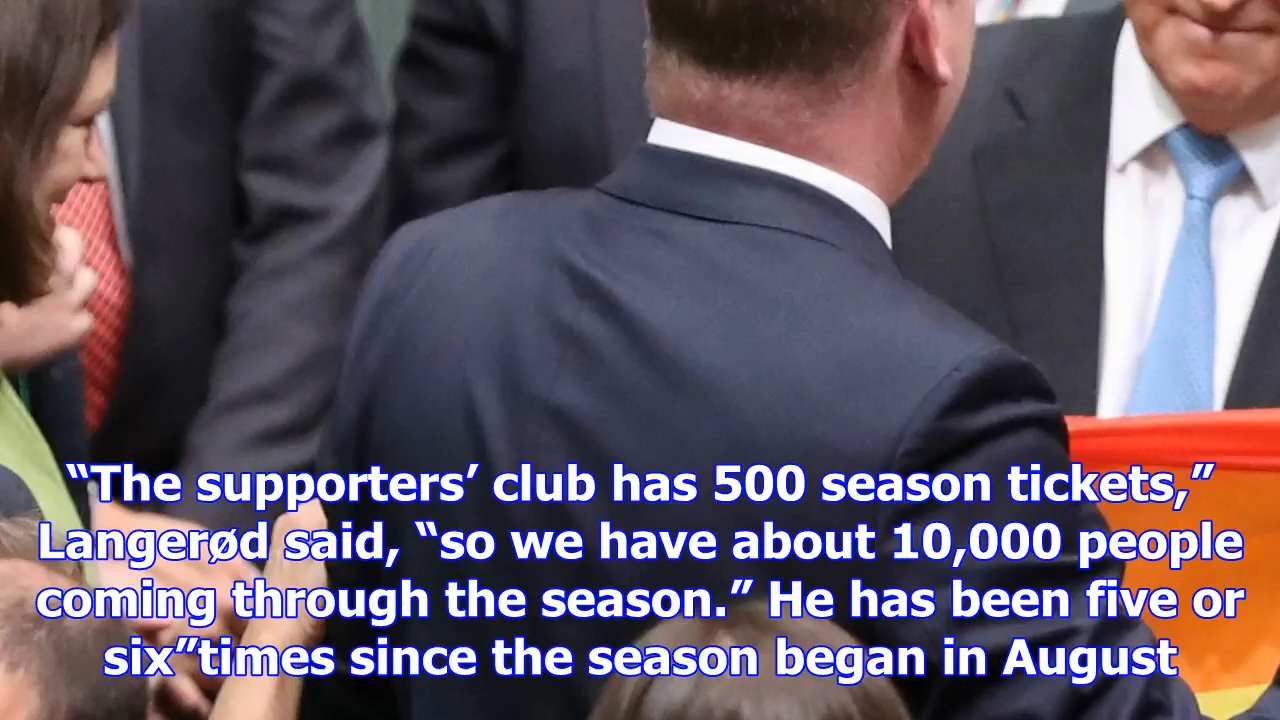 “The supporters’ club has 500 season tickets,”
Langerød said, “so we have about 10,000 people
coming through the season.” He has been five or
six”times since the season began in August